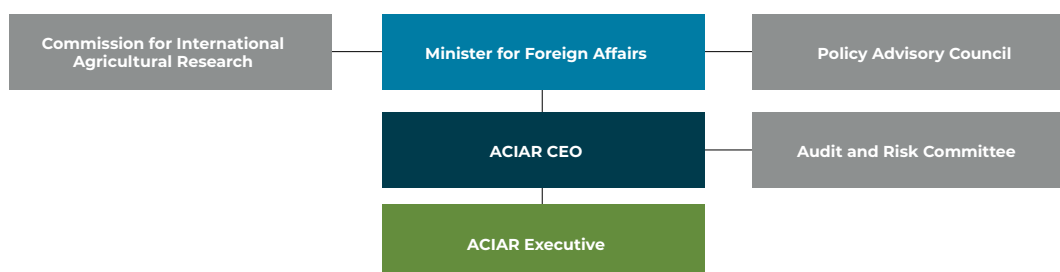 Commission for International
Agricultural Research
Minister for Foreign Affairs
Policy Advisory Council
ACIAR CEO
Audit and Risk Committee
ACIAR Executive